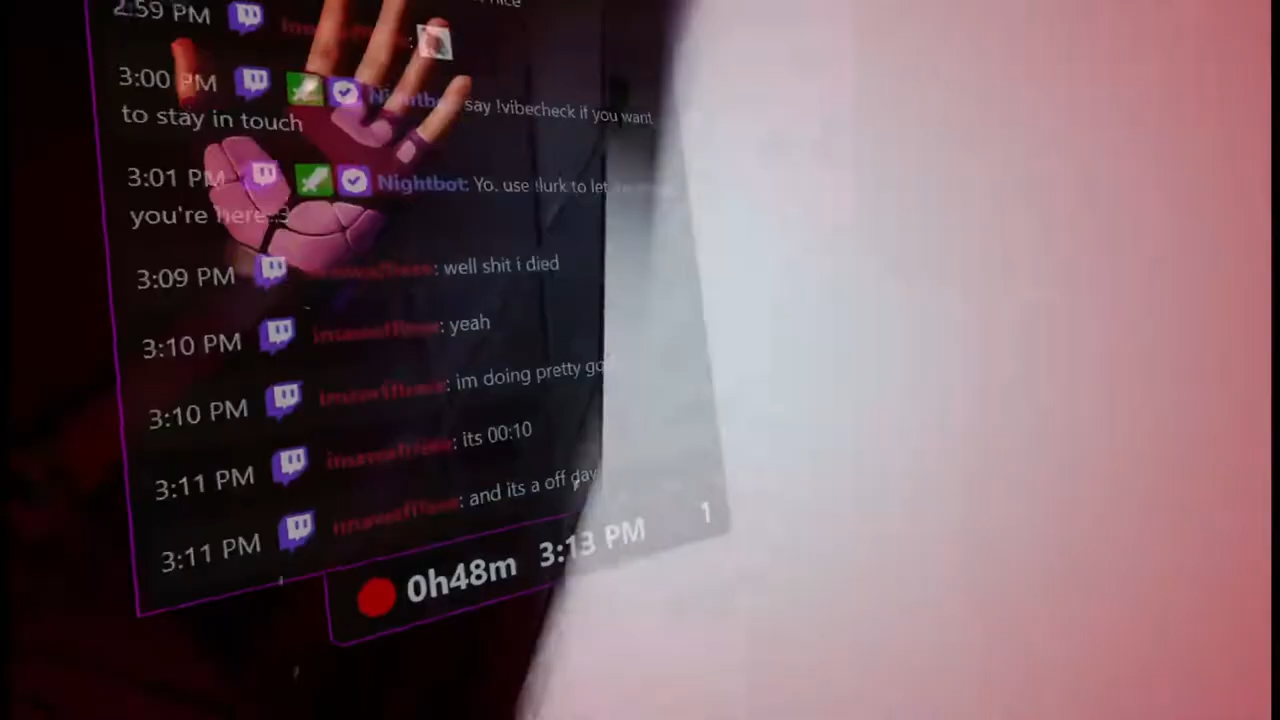 2:59 PM
3:00 PM Nightbot say !vibecheck if you want
to stay in touch
3:01 PM Nightbot: Yo. use !lurk to let
you're here :3
3:09 PM : well shit i died
3:10 PM : yeah
3:10 PM : im doing pretty
3:11 PM : its 00:10
3:11 PM : and its a off day
0h48m 3:13 PM 1